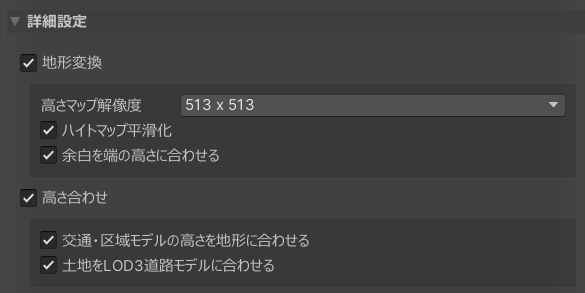 詳細設定
地形変換
高さマップ解像度 513 x 513
ハイトマップ平滑化
余白を端の高さに合わせる
高さ合わせ
交通・区域モデルの高さを地形に合わせる
土地をLOD3道路モデルに合わせる